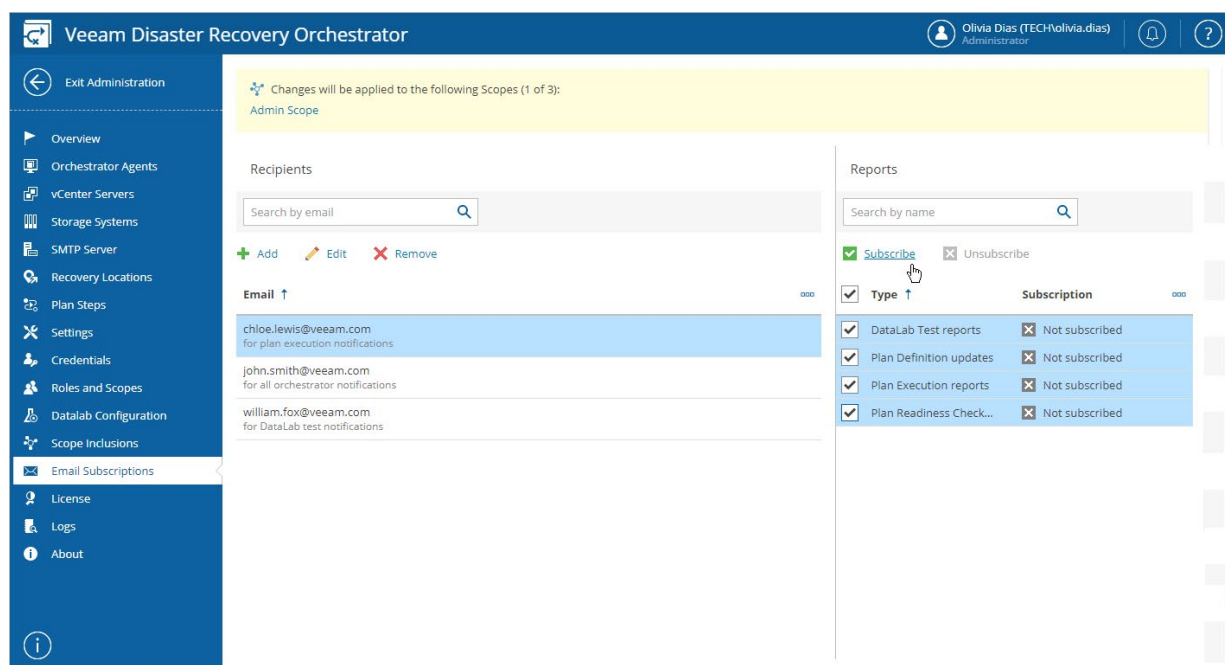 Veeam Disaster Recovery Orchestrator
Olivia Dias (TECH\olivia.dias)
Administrator
?
Exit Administration
Overview
Orchestrator Agents
vCenter Servers
Storage Systems
SMTP Server
Recovery Locations
Plan Steps
Settings
Credentials
Roles and Scopes
Datalab Configuration
Scope Inclusions
Email Subscriptions
License
Logs
About
Changes will be applied to the following Scopes (1 of 3):
Admin Scope
Recipients
Search by email
Add Edit Remove
Email ↑
chloe.lewis@veeam.com
for plan execution notifications
john.smith@veeam.com
for all orchestrator notifications
william.fox@veeam.com
for DataLab test notifications
Reports
Search by name
Subscribe Unsubscribe
Type ↑ Subscription
DataLab Test reports Not subscribed
Plan Definition updates Not subscribed
Plan Execution reports Not subscribed
Plan Readiness Check... Not subscribed